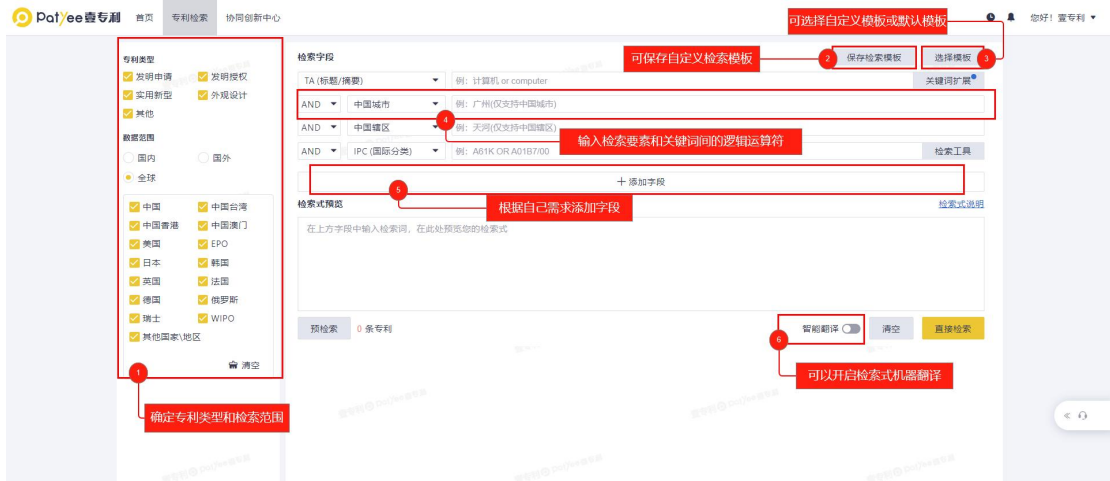 Patyee壹专利 首页 专利检索 协同创新中心 您好！壹专利
可选择自定义模板或默认模板
专利类型
发明申请 发明授权
实用新型 外观设计
其他
数据范围
国内 国外
全球
中国 中国台湾
中国香港 中国澳门
美国 EPO
日本 韩国
英国 法国
德国 俄罗斯
瑞士 WIPO
其他国家\地区
清空
1
确定专利类型和检索范围
检索字段
可保存自定义检索模板
2 保存检索模板 选择模板 3
TA (标题/摘要) 例：计算机 or computer 关键词扩展
AND 中国城市 例：广州(仅支持中国城市)
4
AND 中国辖区 例：天河(仅支持中国辖区)
输入检索要素和关键词间的逻辑运算符
AND IPC (国际分类) 例：A61K OR A01B7/00 检索工具
＋添加字段
5
检索式预览 根据自己需求添加字段 检索式说明
在上方字段中输入检索词，在此处预览您的检索式
预检索 0 条专利 智能翻译 清空 直接检索
6
可以开启检索式机器翻译